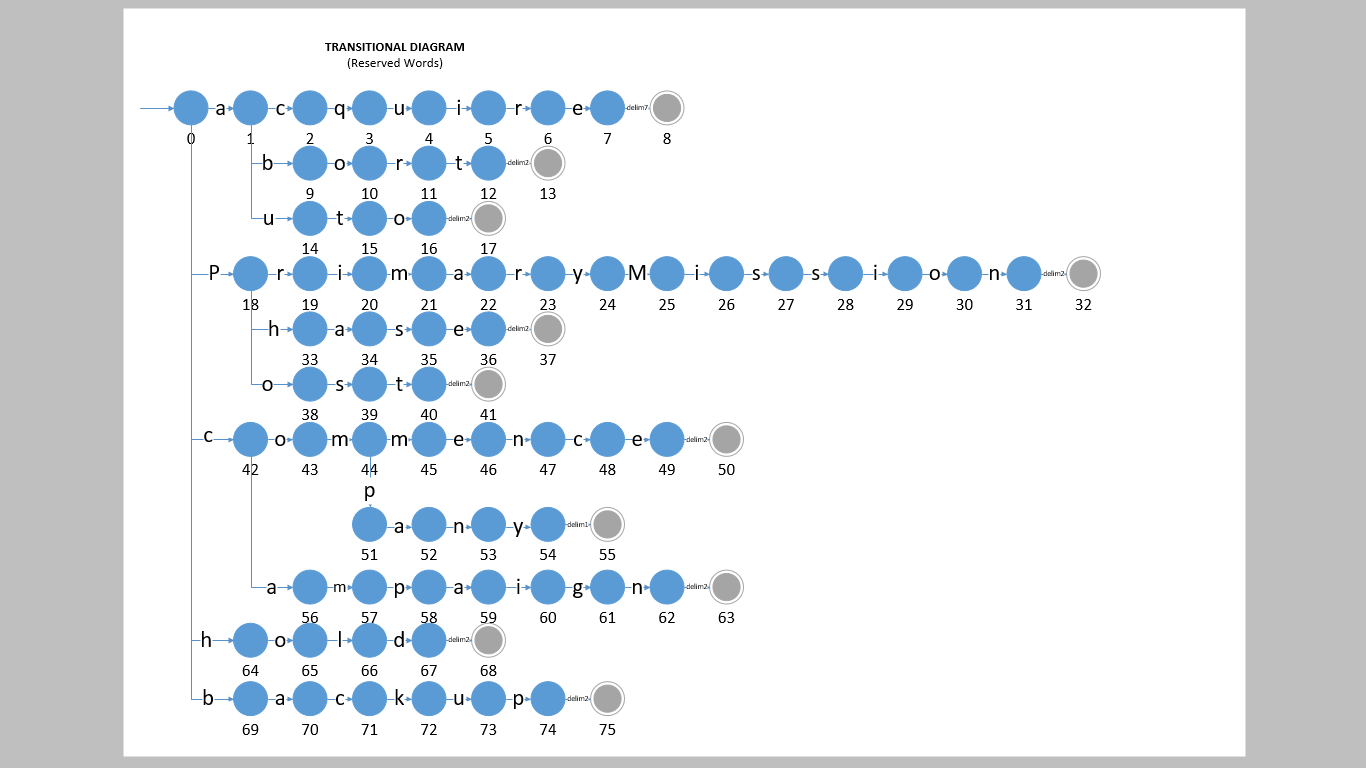 TRANSITIONAL DIAGRAM
(Reserved Words)
a c q u i r e delim7
0 1 2 3 4 5 6 7 8
b o r t delim2
9 10 11 12 13
u t o delim2
14 15 16 17
P r i m a r y M i s s i o n delim2
18 19 20 21 22 23 24 25 26 27 28 29 30 31 32
h a s e delim2
33 34 35 36 37
o s t delim2
38 39 40 41
c o m m e n c e delim2
42 43 44 45 46 47 48 49 50
p
a n y delim1
51 52 53 54 55
a m p a i g n delim2
56 57 58 59 60 61 62 63
h o l d delim2
64 65 66 67 68
b a c k u p delim2
69 70 71 72 73 74 75